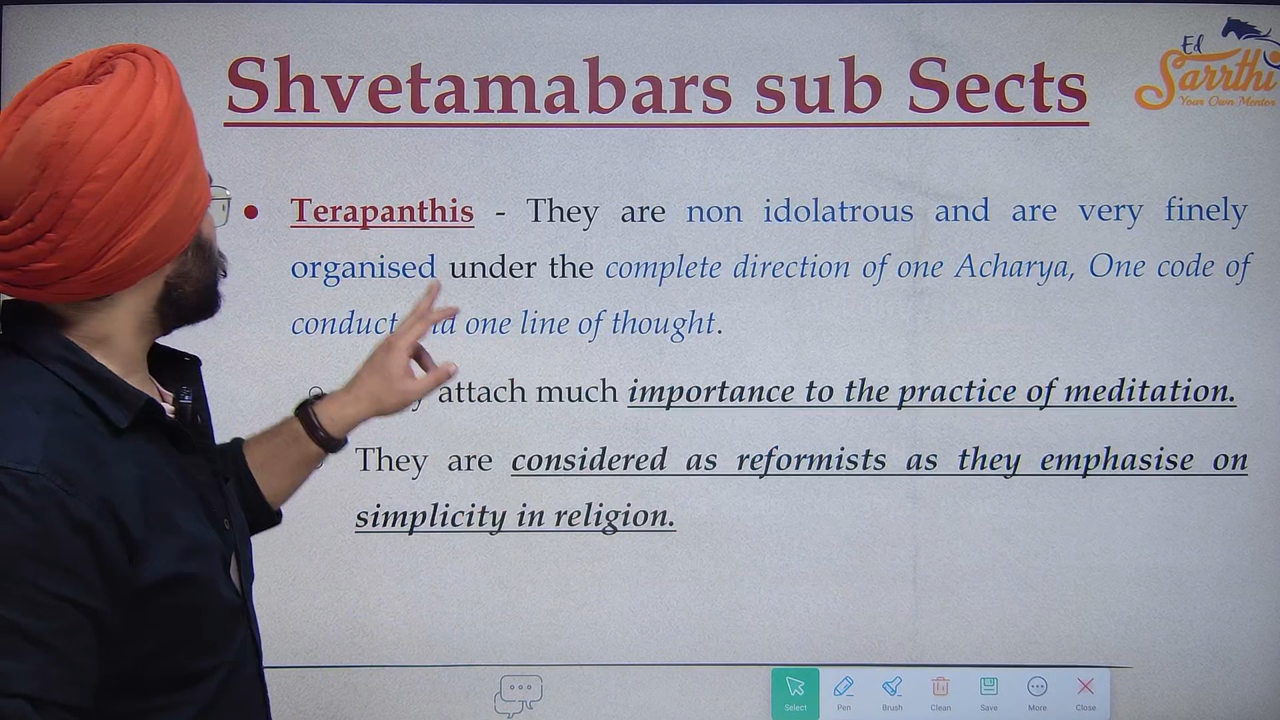 Shvetamabars sub Sects
Ed
Sarrthi
Your Own Mentor
Terapanthis - They are non idolatrous and are very finely
organised under the complete direction of one Acharya, One code of
conduct one line of thought.
attach much importance to the practice of meditation.
They are considered as reformists as they emphasise on
simplicity in religion.
Select Pen Brush Clean Save More Close